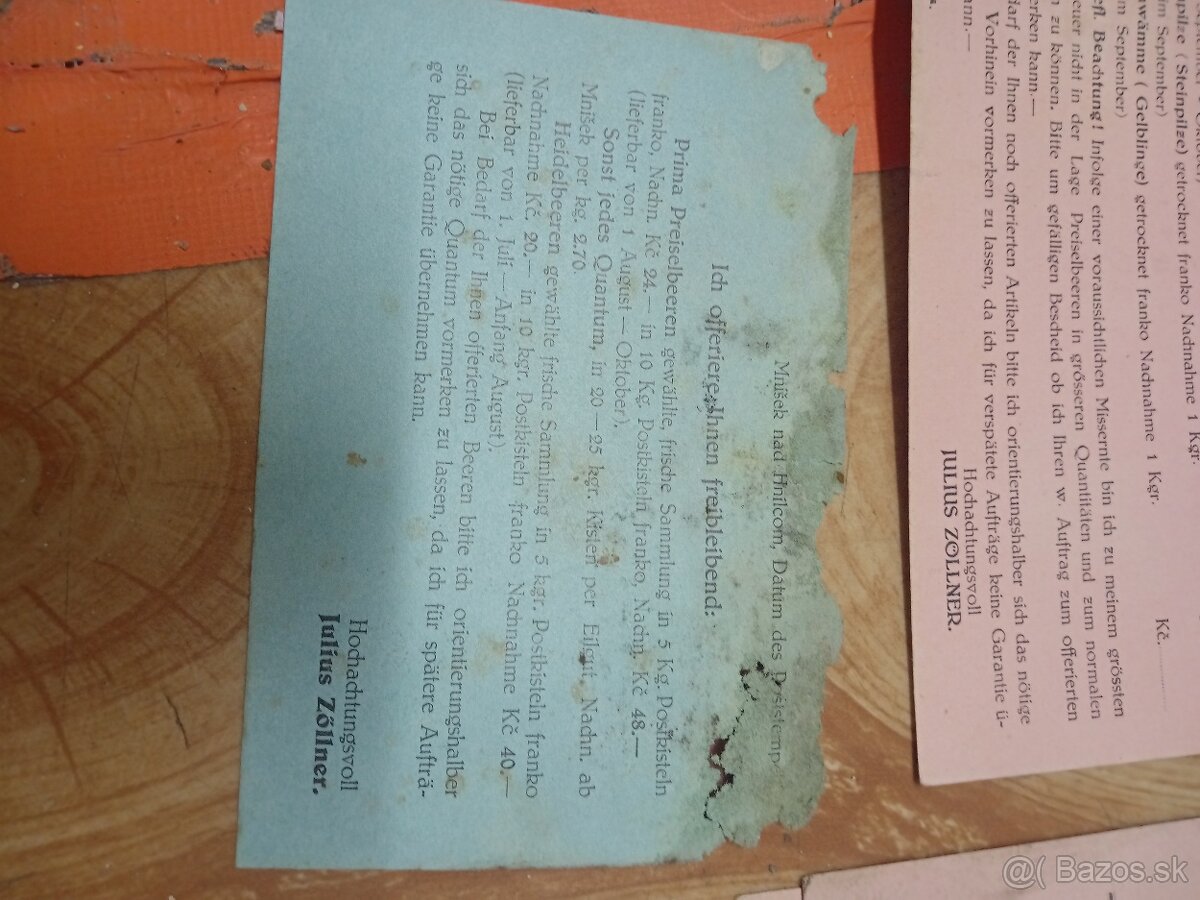 Mníšek nad Hnilcom, Datum des Poststemp
Ich offeriere Ihnen freibleibend:
Prima Preiselbeeren gewählte, frische Sammlung in 5 Kg. Postkisteln
franko, Nachn. Kč 24.— in 10 Kg. Postkisteln franko, Nachn. Kč 48.—
(lieferbar von 1 August — Oktober).
Sonst jedes Quantum, in 20—25 kgr. Kisten per Eilgut Nachn. ab
Mníšek per kg. 2.70.
Heidelbeeren gewählte frische Sammlung in 5 kgr. Postkisteln franko
Nachnahme Kč. 20.— in 10 kgr. Postkisteln franko Nachnahme Kč 40.—
(lieferbar von 1. Juli — Anfang August).
Bei Bedarf der Ihnen offerierten Beeren bitte ich orientierungshalber
sich das nötige Quantum vormerken zu lassen, da ich für spätere Aufträ-
ge keine Garantie übernehmen kann.
Hochachtungsvoll
Julius Zöllner.
Kč.
npilze (Steinpilze) getrocknet franko Nachnahme 1 Kgr.
im September)
wämme (Gelblinge) getrocknet franko Nachnahme 1 Kgr.
m September)
efl. Beachtung! Infolge einer voraussichtlichen Missernte bin ich zu meinem grössten
euer nicht in der Lage Preiselbeeren in grösseren Quantitäten und zum normalen
n zu können. Bitte um gefälligen Bescheid ob ich Ihren w. Auftrag zum offerierten
erken kann.—
darf der Ihnen noch offerierten Artikeln bitte ich orientierungshalber sich das nötige
Vorhinein vormerken zu lassen, da ich für verspätete Aufträge keine Garantie ü-
ann.—
Hochachtungsvoll
JULIUS ZÖLLNER.
@( Bazos.sk